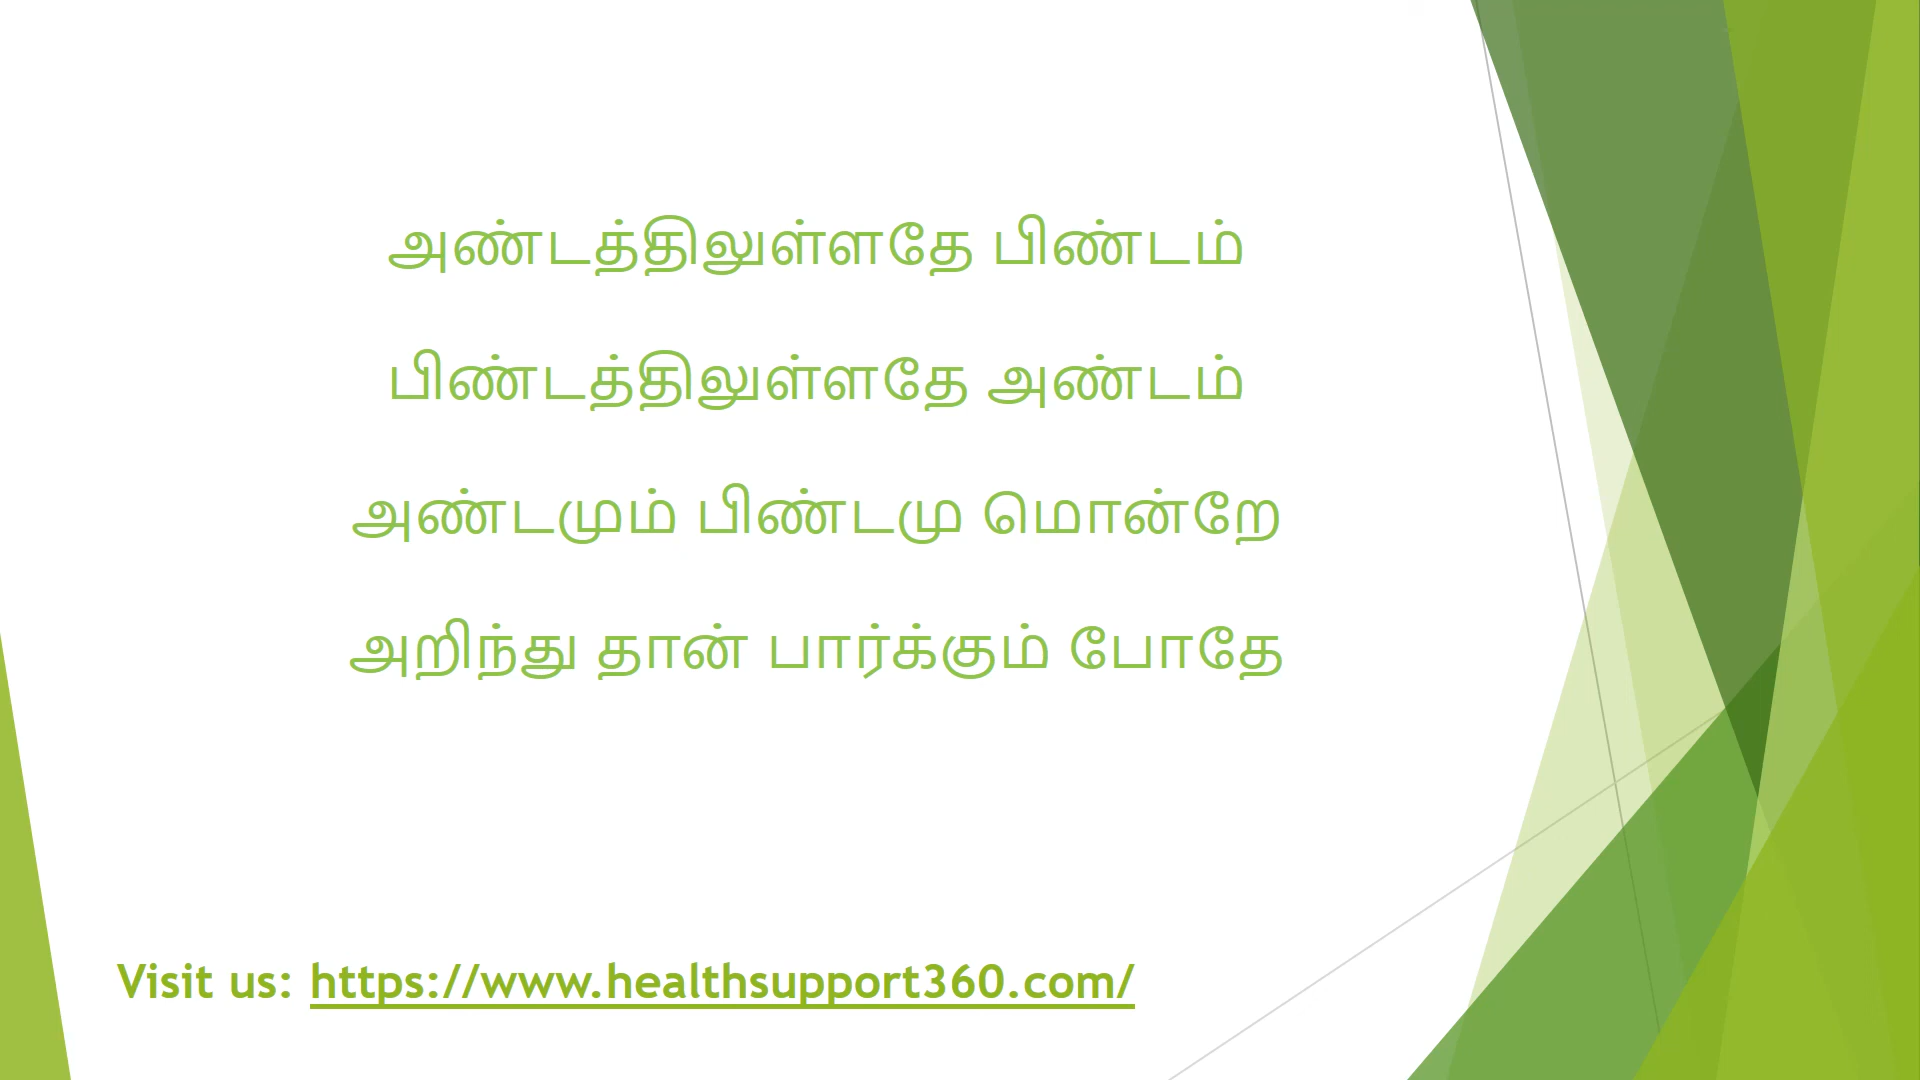 அண்டத்திலுள்ளதே பிண்டம்
பிண்டத்திலுள்ளதே அண்டம்
அண்டமும் பிண்டமு மொன்றே
அறிந்து தான் பார்க்கும் போதே
Visit us: https://www.healthsupport360.com/